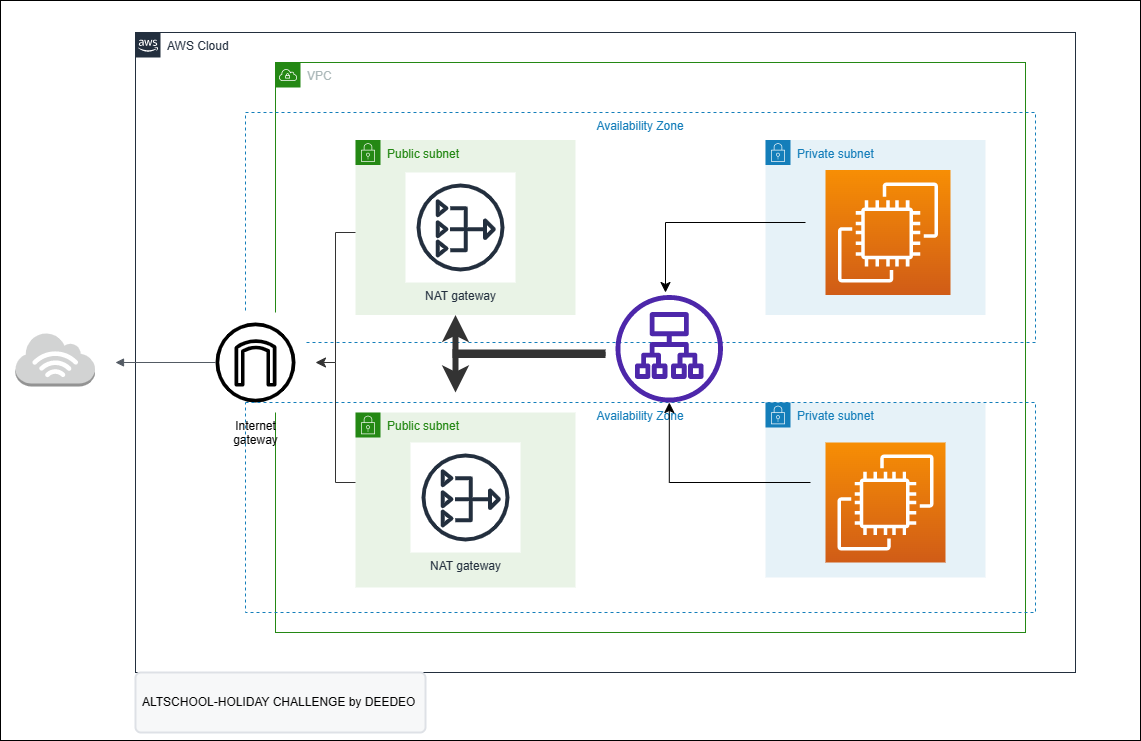 aws
AWS Cloud
VPC
Availability Zone
Public subnet
Private subnet
NAT gateway
Internet
gateway
Availability Zone
Public subnet
Private subnet
NAT gateway
ALTSCHOOL-HOLIDAY CHALLENGE by DEEDEO